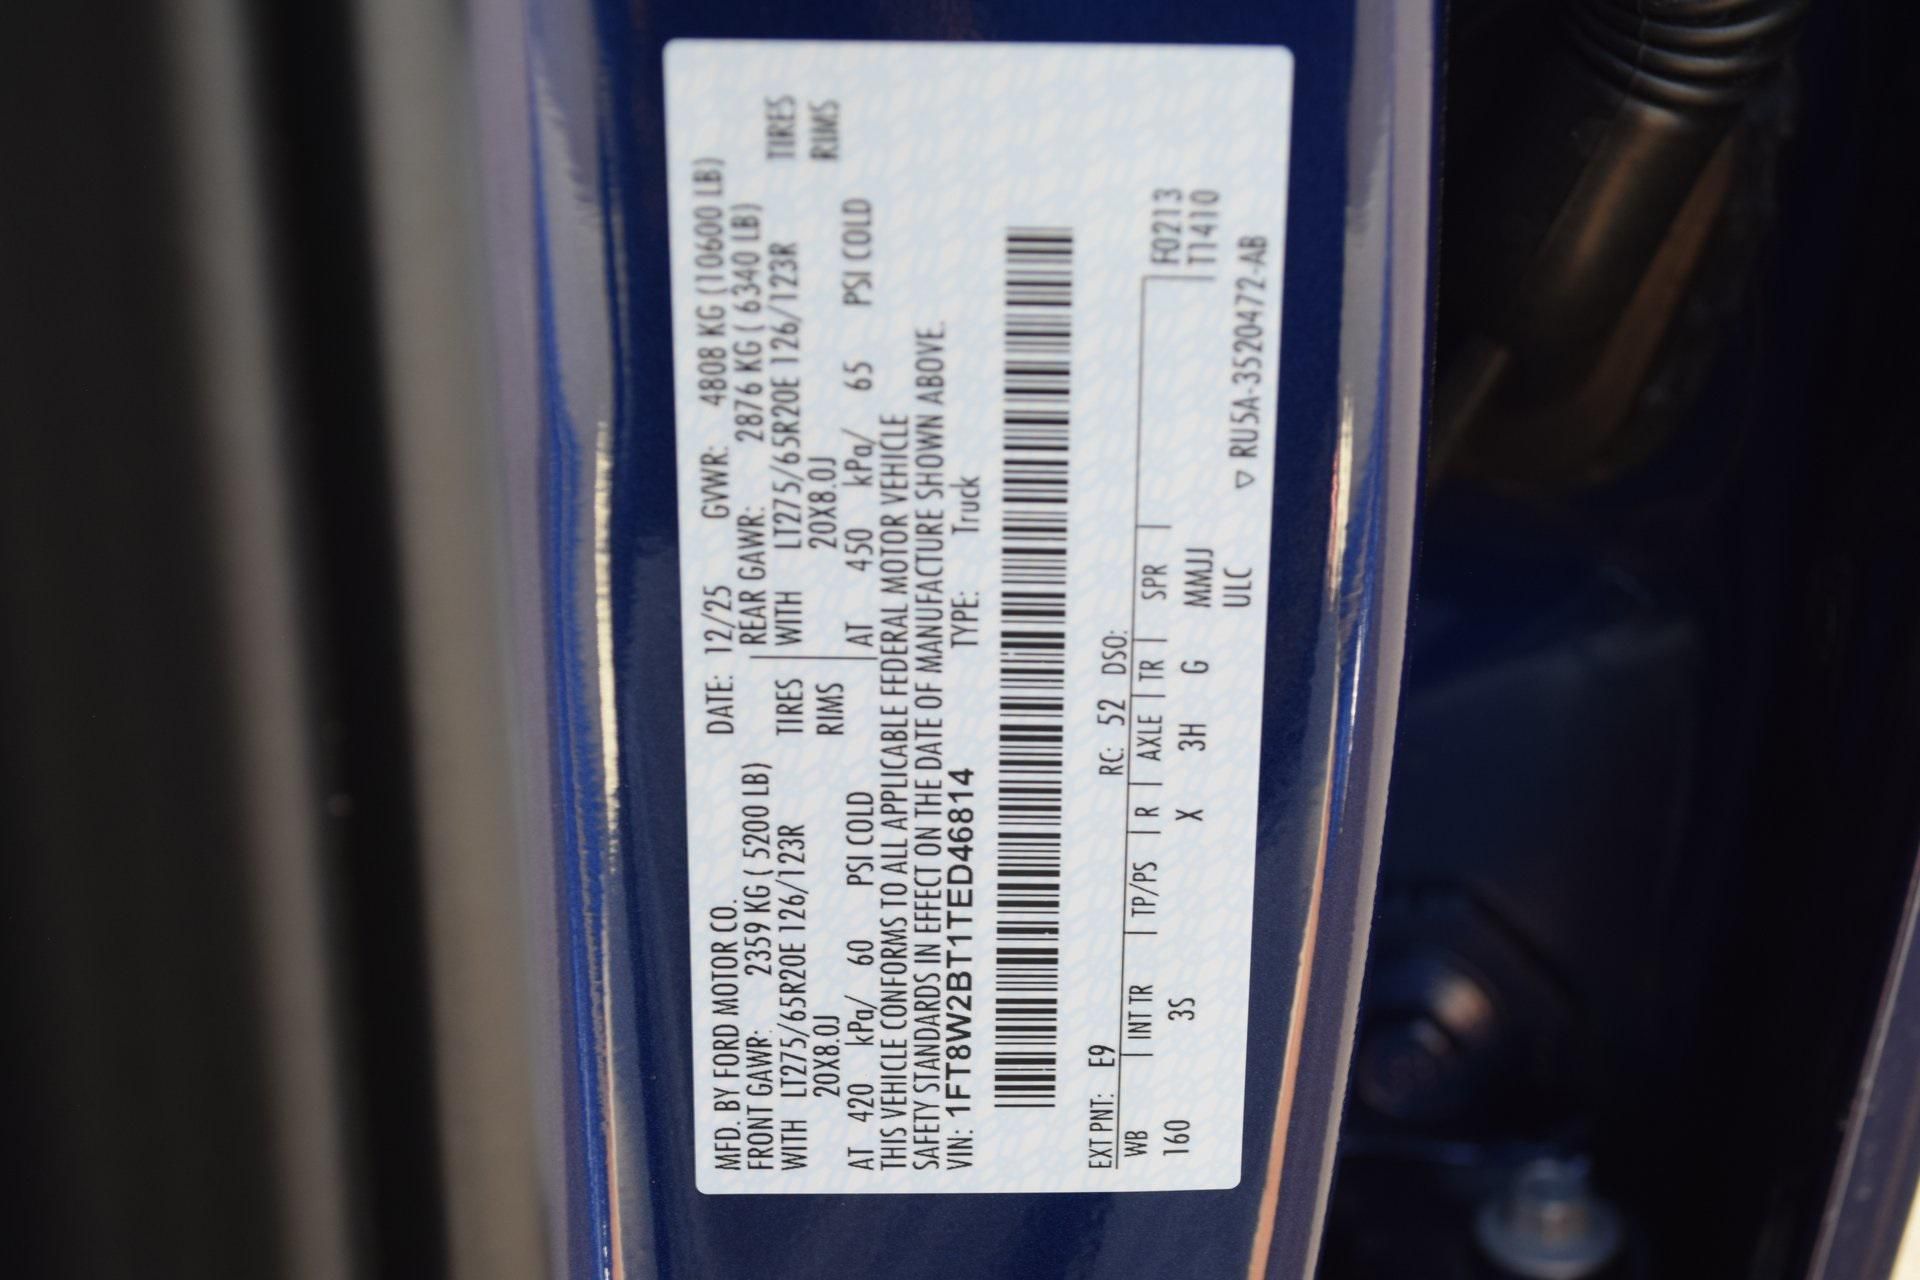 MFD. BY FORD MOTOR CO. DATE: 12/25 GVWR: 4808 KG (10600 LB)
FRONT GAWR: 2359 KG ( 5200 LB) REAR GAWR: 2876 KG ( 6340 LB)
WITH LT275/65R20E 126/123R TIRES WITH LT275/65R20E 126/123R TIRES
20X8.0J RIMS 20X8.0J RIMS
AT 420 kPa/ 60 PSI COLD AT 450 kPa/ 65 PSI COLD
THIS VEHICLE CONFORMS TO ALL APPLICABLE FEDERAL MOTOR VEHICLE
SAFETY STANDARDS IN EFFECT ON THE DATE OF MANUFACTURE SHOWN ABOVE.
VIN: 1FT8W2BT1TED46814 TYPE: Truck
EXT PNT: E9 RC: 52 DSO:
WB INT TR TP/PS R AXLE TR SPR F0213
160 3S X 3H G MMJJ T1410
ULC ▽ RU5A-3520472-AB